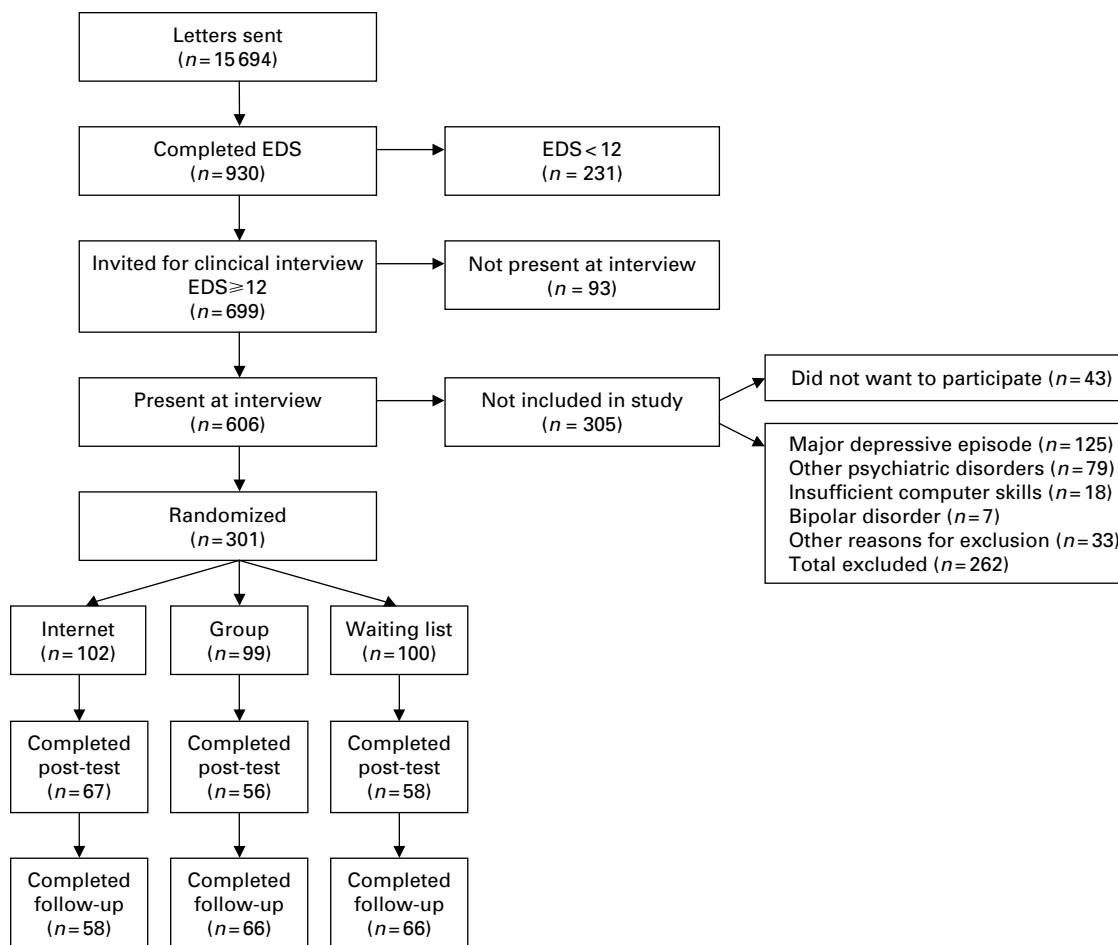 Letters sent
(n=15 694)
Completed EDS
(n=930)
EDS<12
(n = 231)
Invited for clincical interview
EDS⩾12
(n=699)
Not present at interview
(n = 93)
Present at interview
(n=606)
Not included in study
(n = 305)
Did not want to participate (n=43)
Major depressive episode (n=125)
Other psychiatric disorders (n=79)
Insufficient computer skills (n=18)
Bipolar disorder (n=7)
Other reasons for exclusion (n=33)
Total excluded (n=262)
Randomized
(n=301)
Internet
(n=102)
Group
(n=99)
Waiting list
(n=100)
Completed
post-test
(n=67)
Completed
post-test
(n=56)
Completed
post-test
(n=58)
Completed
follow-up
(n=58)
Completed
follow-up
(n=66)
Completed
follow-up
(n=66)